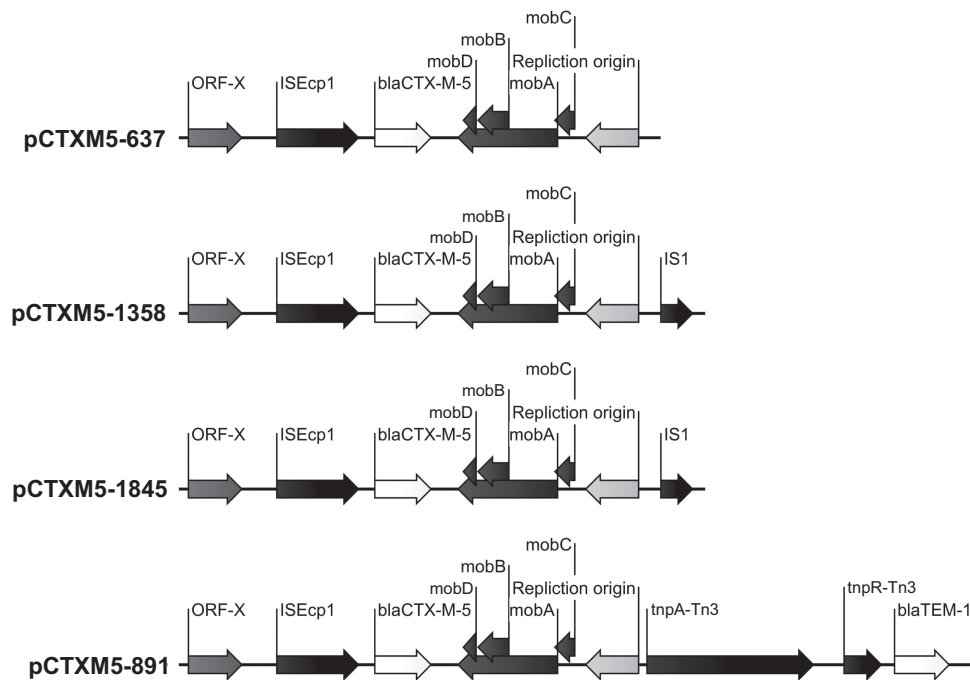 mobC
mobB
mobD Repliction origin
ORF-X ISEcp1 blaCTX-M-5 mobA
pCTXM5-637
mobC
mobB
mobD Repliction origin
ORF-X ISEcp1 blaCTX-M-5 mobA IS1
pCTXM5-1358
mobC
mobB
mobD Repliction origin
ORF-X ISEcp1 blaCTX-M-5 mobA IS1
pCTXM5-1845
mobC
mobB
mobD Repliction origin tnpR-Tn3
ORF-X ISEcp1 blaCTX-M-5 mobA tnpA-Tn3 blaTEM-1
pCTXM5-891